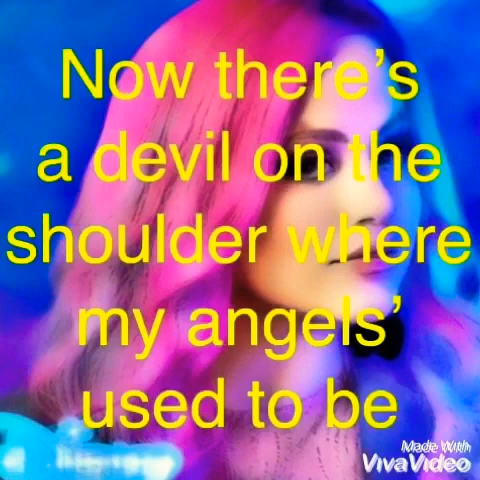 Now there's
a devil on the
shoulder where
my angels'
used to be
Made With
VivaVideo